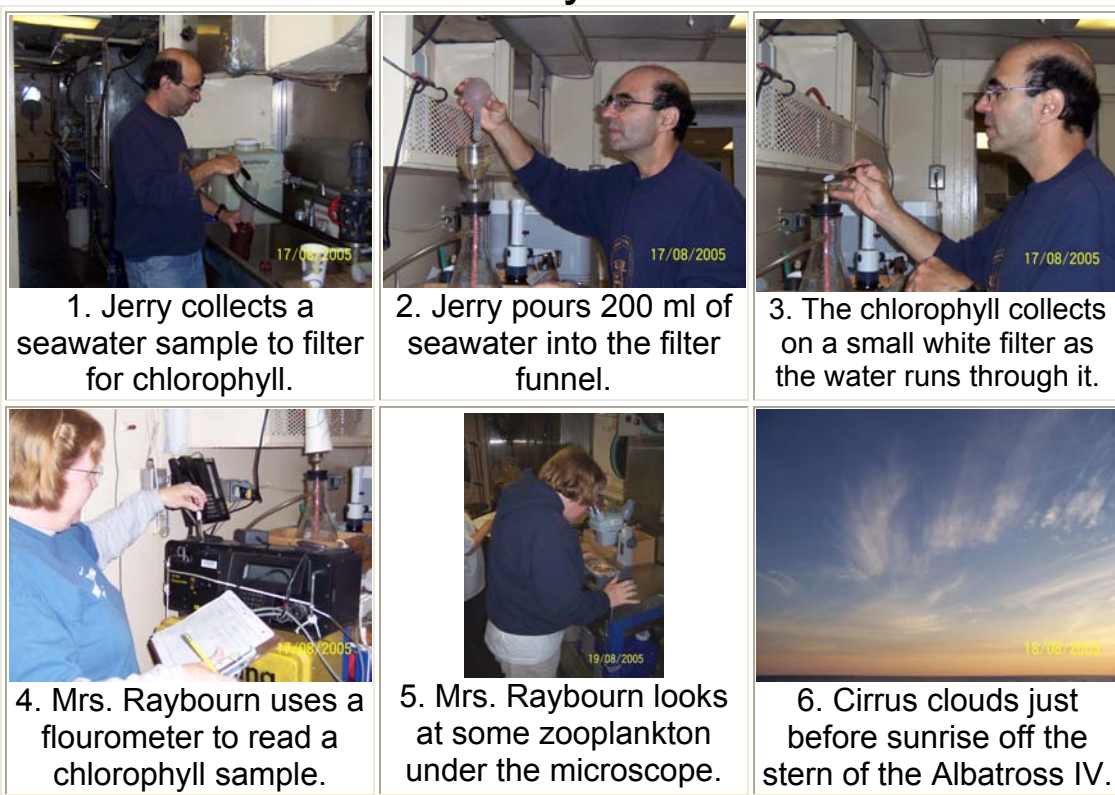 17/08/2005
17/08/2005
17/08/2005
1. Jerry collects a
seawater sample to filter
for chlorophyll.
2. Jerry pours 200 ml of
seawater into the filter
funnel.
3. The chlorophyll collects
on a small white filter as
the water runs through it.
17/08/2005
19/08/2005
18/08/2005
4. Mrs. Raybourn uses a
flourometer to read a
chlorophyll sample.
5. Mrs. Raybourn looks
at some zooplankton
under the microscope.
6. Cirrus clouds just
before sunrise off the
stern of the Albatross IV.